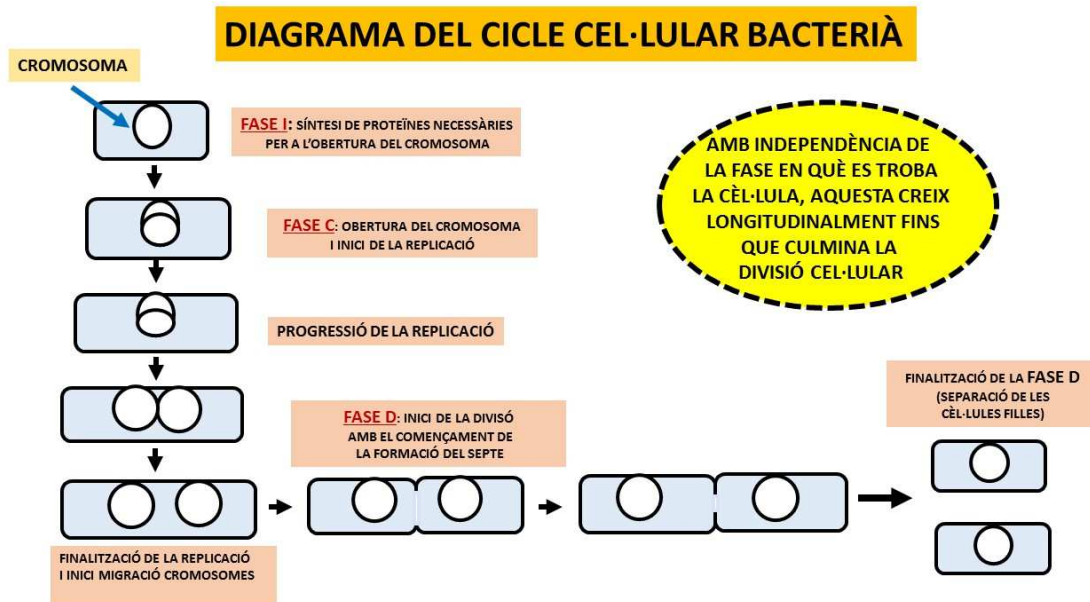 DIAGRAMA DEL CICLE CEL·LULAR BACTERIÀ
CROMOSOMA
FASE I: SÍNTESI DE PROTEÏNES NECESSÀRIES
PER A L'OBERTURA DEL CROMOSOMA
AMB INDEPENDÈNCIA DE
LA FASE EN QUÈ ES TROBA
LA CÈL·LULA, AQUESTA CREIX
LONGITUDINALMENT FINS
QUE CULMINA LA
DIVISIÓ CEL·LULAR
FASE C: OBERTURA DEL CROMOSOMA
I INICI DE LA REPLICACIÓ
PROGRESSIÓ DE LA REPLICACIÓ
FASE D: INICI DE LA DIVISÓ
AMB EL COMENÇAMENT DE
LA FORMACIÓ DEL SEPTE
FINALITZACIÓ DE LA FASE D
(SEPARACIÓ DE LES
CÈL·LULES FILLES)
FINALITZACIÓ DE LA REPLICACIÓ
I INICI MIGRACIÓ CROMOSOMES